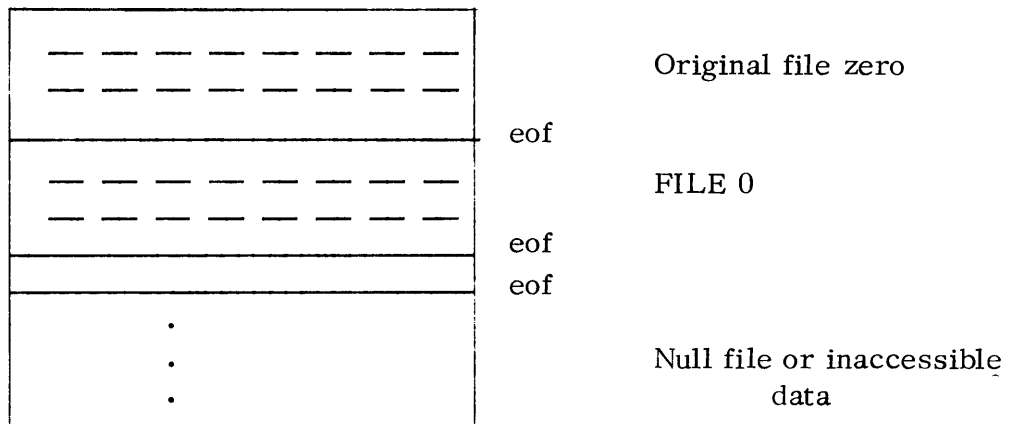 Original file zero
eof
FILE 0
eof
eof
Null file or inaccessible
data